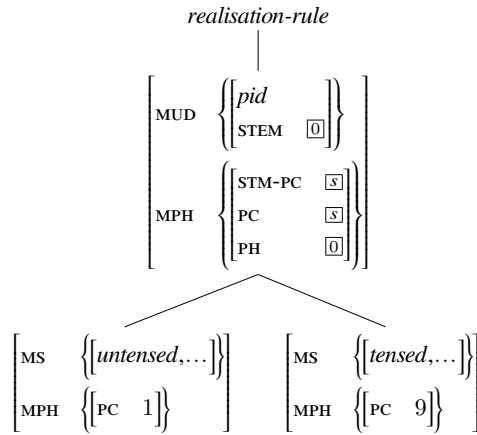 realisation-rule
MUD {[pid
STEM [0]]}
MPH {[STM-PC [s]
PC [s]
PH [0]]}
[MS {[untensed,…]} [MS {[tensed,…]}
MPH {[PC 1]}] MPH {[PC 9]}]